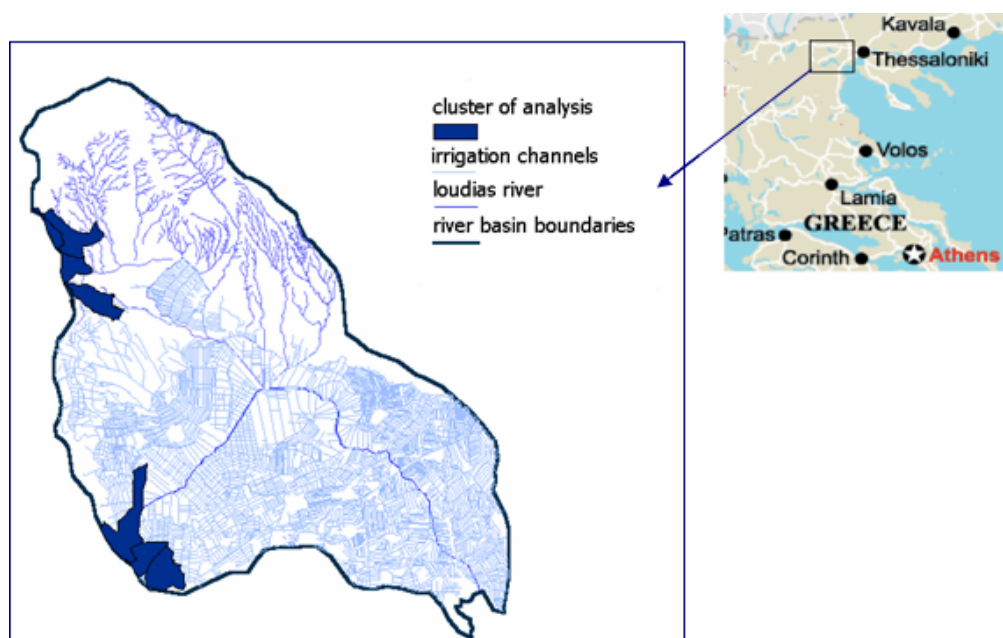 cluster of analysis
irrigation channels
loudias river
river basin boundaries
Kavala
Thessaloniki
Volos
Lamia
GREECE
Patras
Corinth
Athens